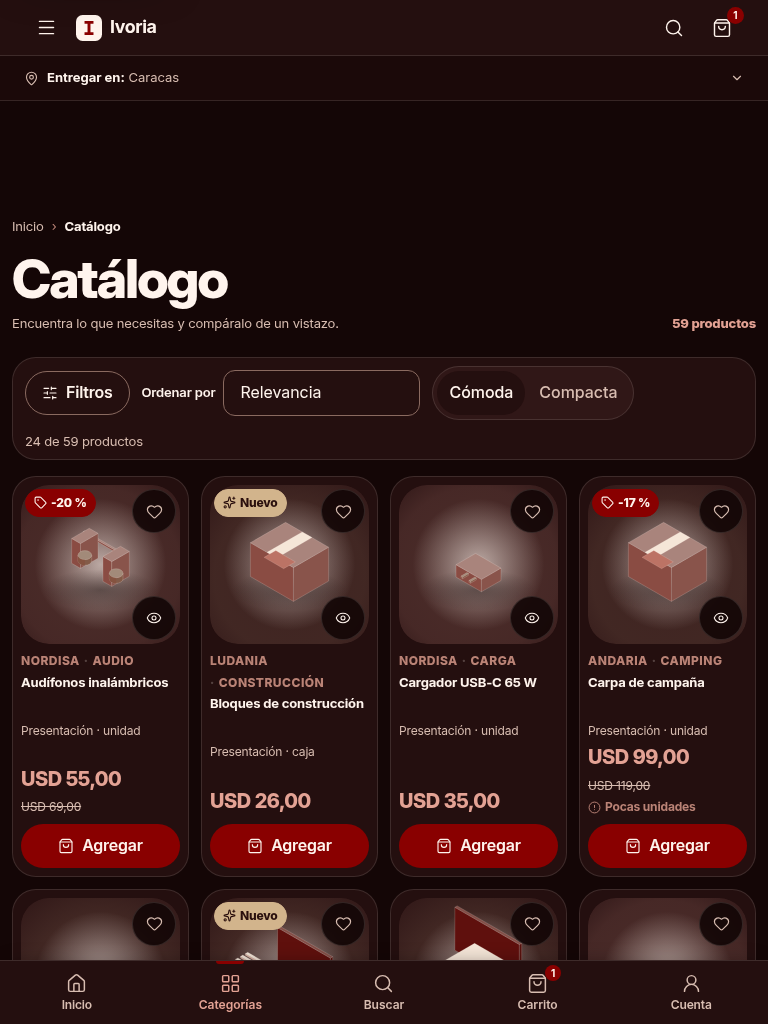 Ivoria
1
Entregar en: Caracas
Inicio › Catálogo
Catálogo
Encuentra lo que necesitas y compáralo de un vistazo.
59 productos
Filtros
Ordenar por
Relevancia
Cómoda
Compacta
24 de 59 productos
-20 %
NORDISA · AUDIO
Audífonos inalámbricos
Presentación · unidad
USD 55,00
USD 69,00
Agregar
Nuevo
LUDANIA
· CONSTRUCCIÓN
Bloques de construcción
Presentación · caja
USD 26,00
Agregar
NORDISA · CARGA
Cargador USB-C 65 W
Presentación · unidad
USD 35,00
Agregar
-17 %
ANDARIA · CAMPING
Carpa de campaña
Presentación · unidad
USD 99,00
USD 119,00
Pocas unidades
Agregar
Nuevo
Inicio
Categorías
Buscar
1
Carrito
Cuenta